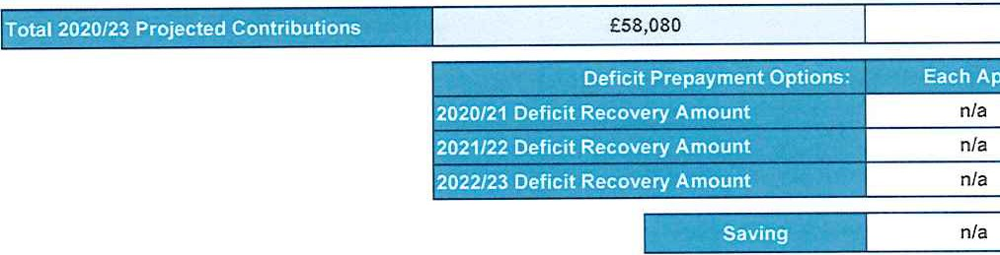 Total 2020/23 Projected Contributions £58,080
Deficit Prepayment Options: Each Ap
2020/21 Deficit Recovery Amount n/a
2021/22 Deficit Recovery Amount n/a
2022/23 Deficit Recovery Amount n/a
Saving n/a